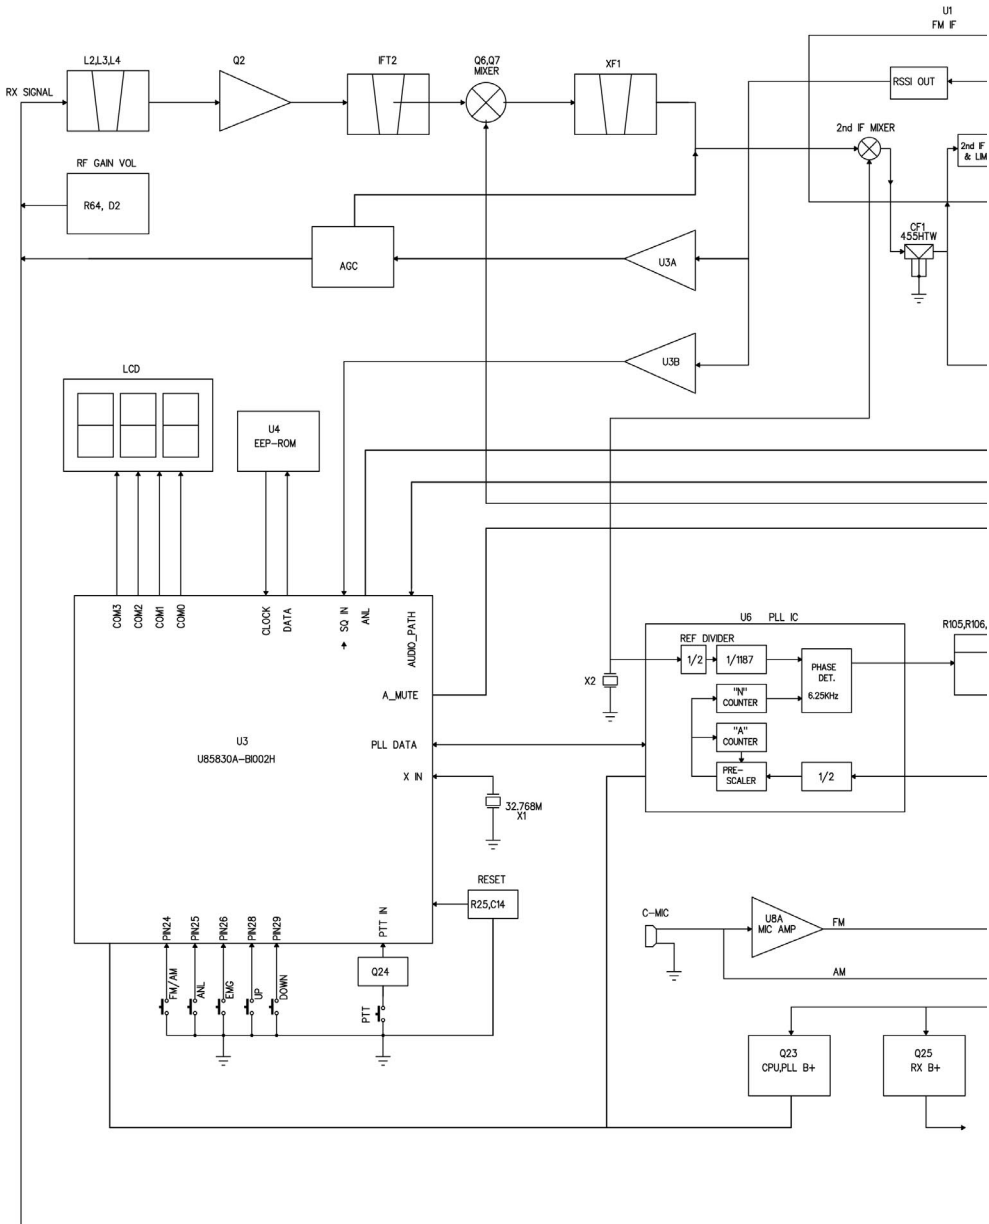 U1
FM IF
L2,L3,L4
Q2
IFT2
Q6,Q7
MIXER
XF1
RX SIGNAL
RSSI OUT
2nd IF MIXER
2nd IF
& LIM
RF GAIN VOL
R64, D2
CF1
455HTW
AGC
U3A
U3B
LCD
U4
EEP-ROM
COM3
COM2
COM1
COM0
CLOCK
DATA
SQ IN
ANL
AUDIO_PATH
A_MUTE
U3
U85830A-BI002H
PLL DATA
X IN
32.768M
X1
X2
U6 PLL IC
REF DIVIDER
1/2
1/1187
PHASE
DET.
6.25KHz
"N"
COUNTER
"A"
COUNTER
PRE-
SCALER
1/2
R105,R106,
RESET
R25,C14
PIN24
PIN25
PIN26
PIN28
PIN29
PTT IN
FM/AM
ANL
EMG
UP
DOWN
Q24
PTT
C-MIC
U8A
MIC AMP
FM
AM
Q23
CPU,PLL B+
Q25
RX B+